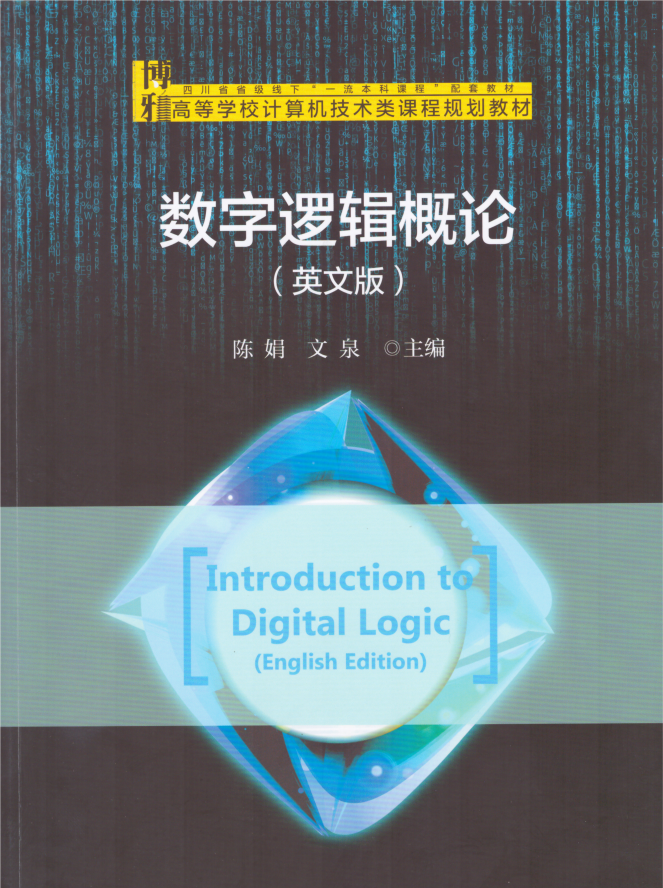 博雅
四川省省级线下“一流本科课程”配套教材
高等学校计算机技术类课程规划教材
数字逻辑概论
（英文版）
陈娟 文泉 ◎主编
[Introduction to
Digital Logic
(English Edition)]